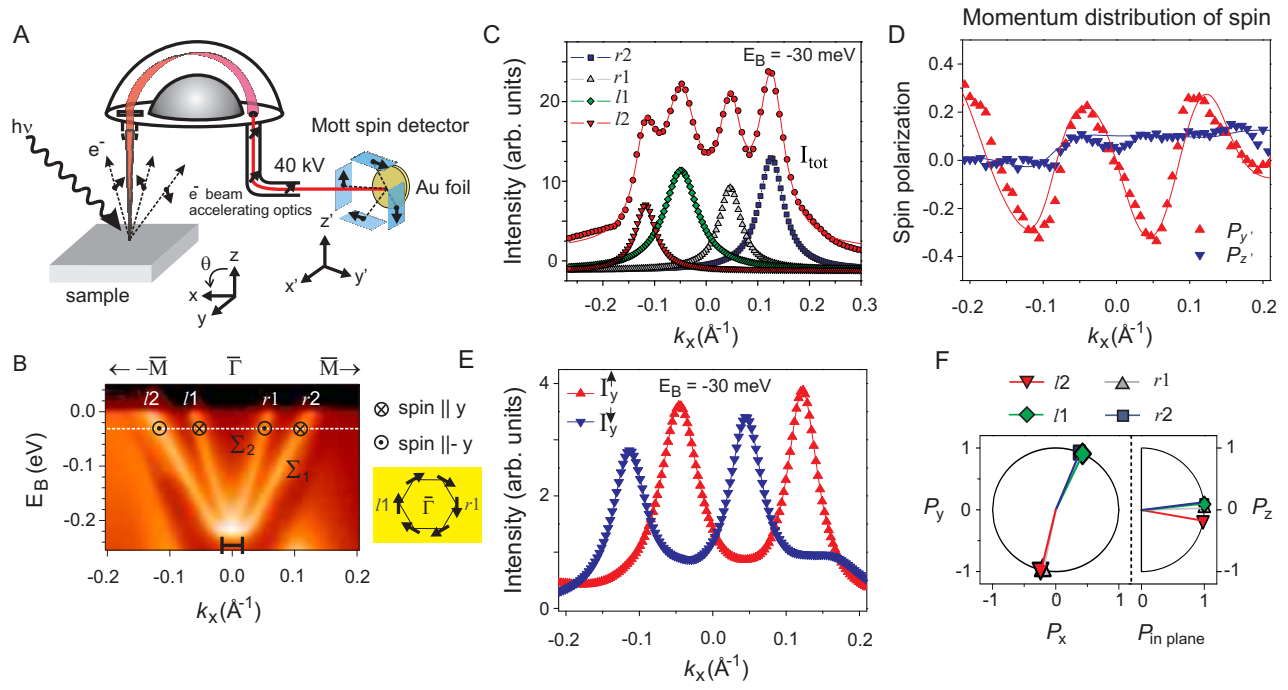 A
hν
e⁻
40 kV
Mott spin detector
Au foil
e⁻ beam
accelerating optics
z'
x'
y'
θ
z
x
y
sample
B
← −M̅
Γ̅
M̅→
l2
l1
r1
r2
Σ₂
Σ₁
0.0
-0.1
-0.2
E_B (eV)
-0.2
-0.1
0.0
0.1
k_x(Å⁻¹)
⊗ spin || y
⊙ spin ||- y
l1
Γ̅
r1
C
r2
r1
l1
l2
E_B = -30 meV
I_tot
Intensity (arb. units)
20
10
0
-0.2
-0.1
0.0
0.1
0.2
0.3
k_x(Å⁻¹)
Momentum distribution of spin
D
Spin polarization
0.4
0.2
0.0
-0.2
-0.4
P_y'
P_z'
-0.2
-0.1
0.0
0.1
0.2
k_x(Å⁻¹)
E
I_y↑
I_y↓
E_B = -30 meV
Intensity (arb. units)
4
2
0
-0.2
-0.1
0.0
0.1
0.2
k_x(Å⁻¹)
F
l2
r1
l1
r2
P_y
1
0
-1
-1
0
1
P_x
1
0
-1
P_z
0
1
P_in plane